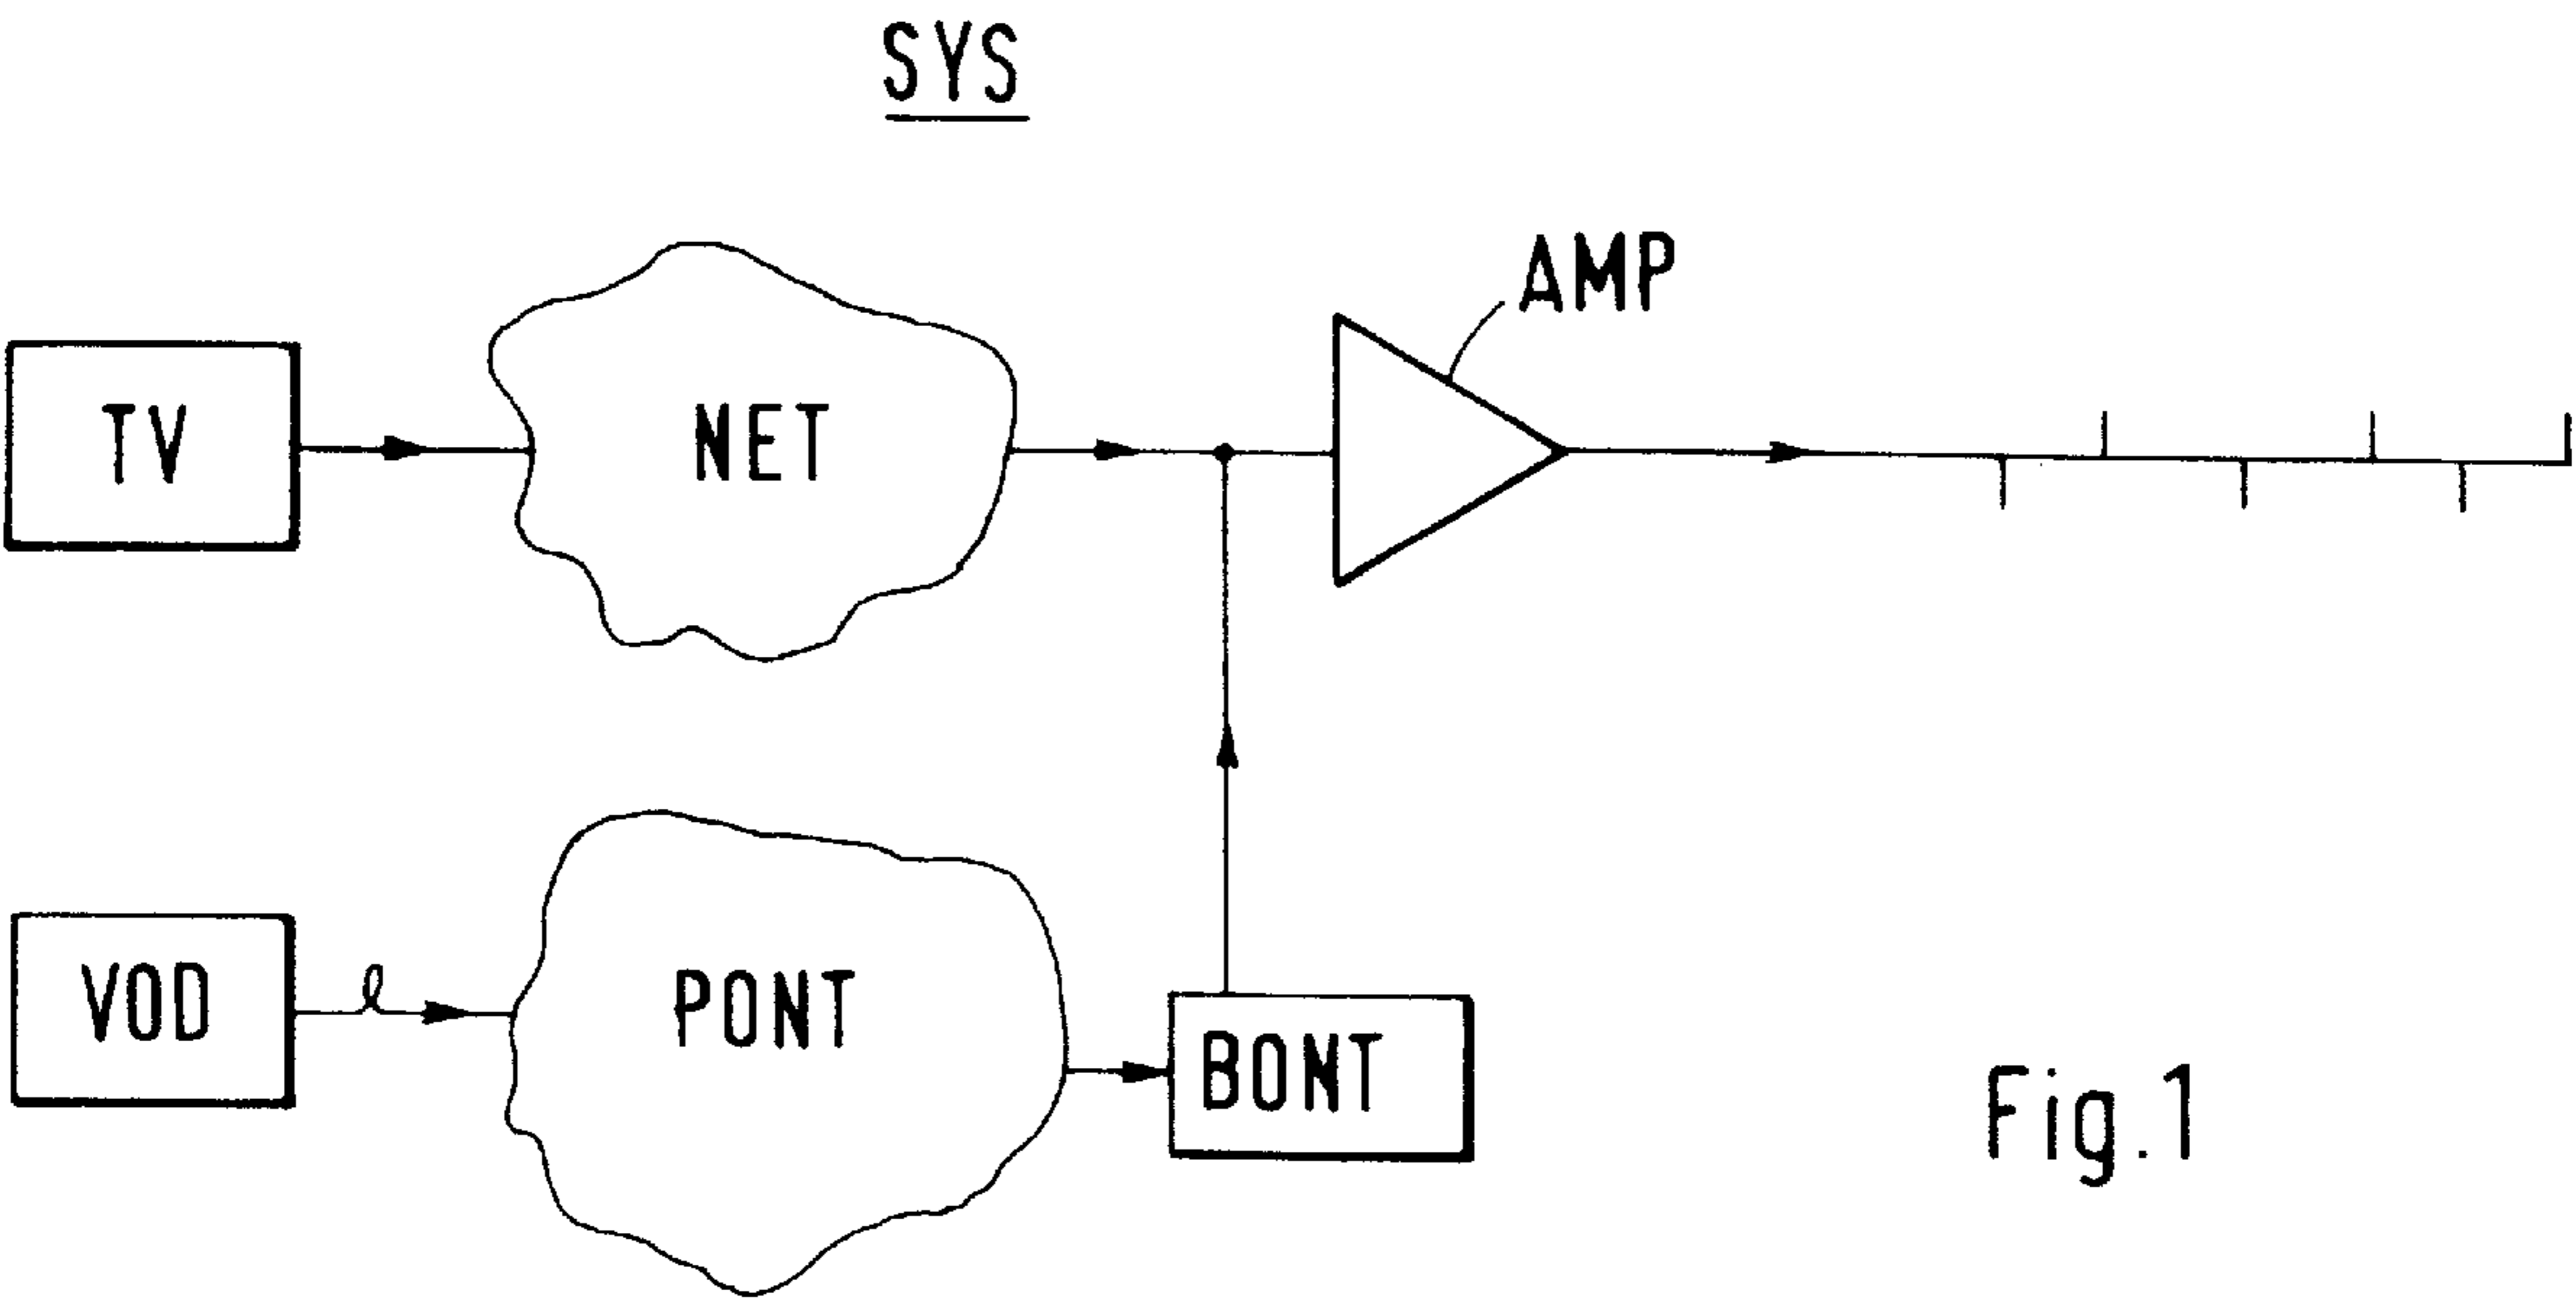 SYS
AMP
TV
NET
VOD
PONT
BONT
Fig.1